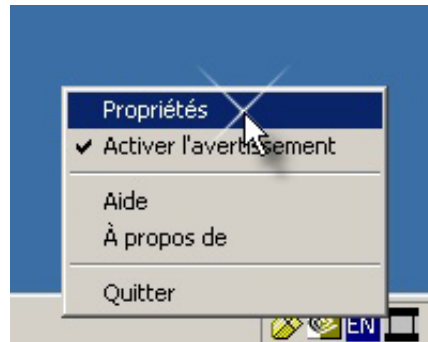 Propriétés
Activer l'avertissement
Aide
À propos de
Quitter
EN